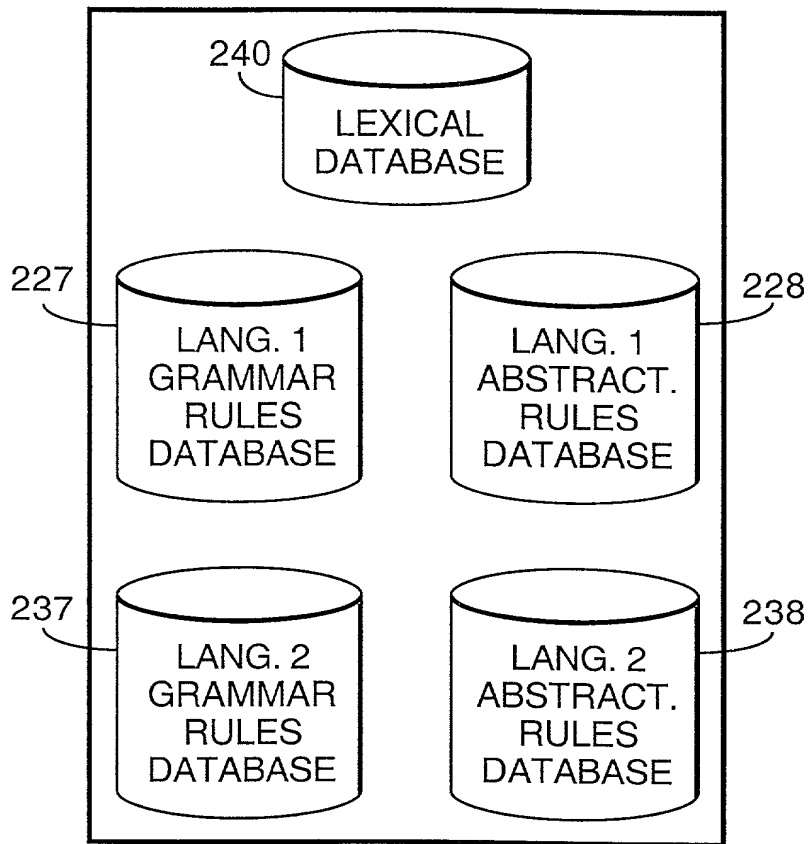 240
LEXICAL
DATABASE
227
LANG. 1
GRAMMAR
RULES
DATABASE
228
LANG. 1
ABSTRACT.
RULES
DATABASE
237
LANG. 2
GRAMMAR
RULES
DATABASE
238
LANG. 2
ABSTRACT.
RULES
DATABASE